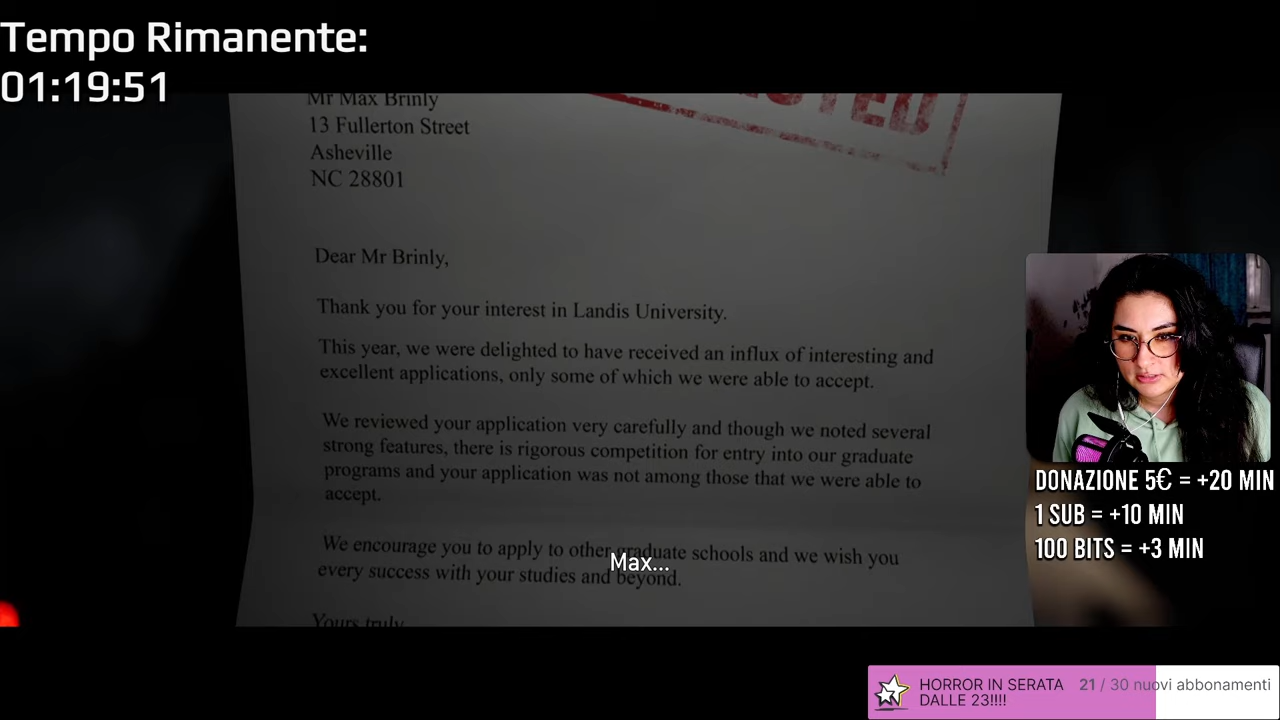 Tempo Rimanente:
01:19:51
Mr Max Brinly
13 Fullerton Street
Asheville
NC 28801
Dear Mr Brinly,
Thank you for your interest in Landis University.
This year, we were delighted to have received an influx of interesting and
excellent applications, only some of which we were able to accept.
We reviewed your application very carefully and though we noted several
strong features, there is rigorous competition for entry into our graduate
programs and your application was not among those that we were able to
accept.
We encourage you to apply to other graduate schools and we wish you
every success with your studies and beyond.
Yours truly
Max...
DONAZIONE 5€ = +20 MIN
1 SUB = +10 MIN
100 BITS = +3 MIN
HORROR IN SERATA
DALLE 23!!!!
21 / 30 nuovi abbonamenti